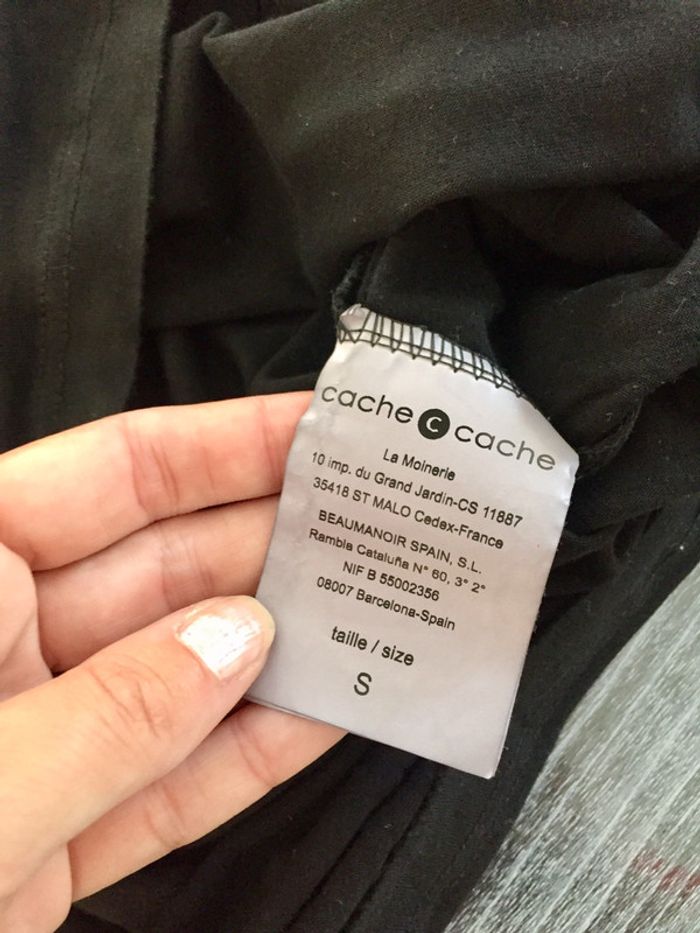 cache c cache
La Moinerie
10 imp. du Grand Jardin-CS 11887
35418 ST MALO Cedex-France
BEAUMANOIR SPAIN, S.L.
Rambla Cataluña N° 60, 3° 2°
NIF B 55002356
08007 Barcelona-Spain
taille / size
S